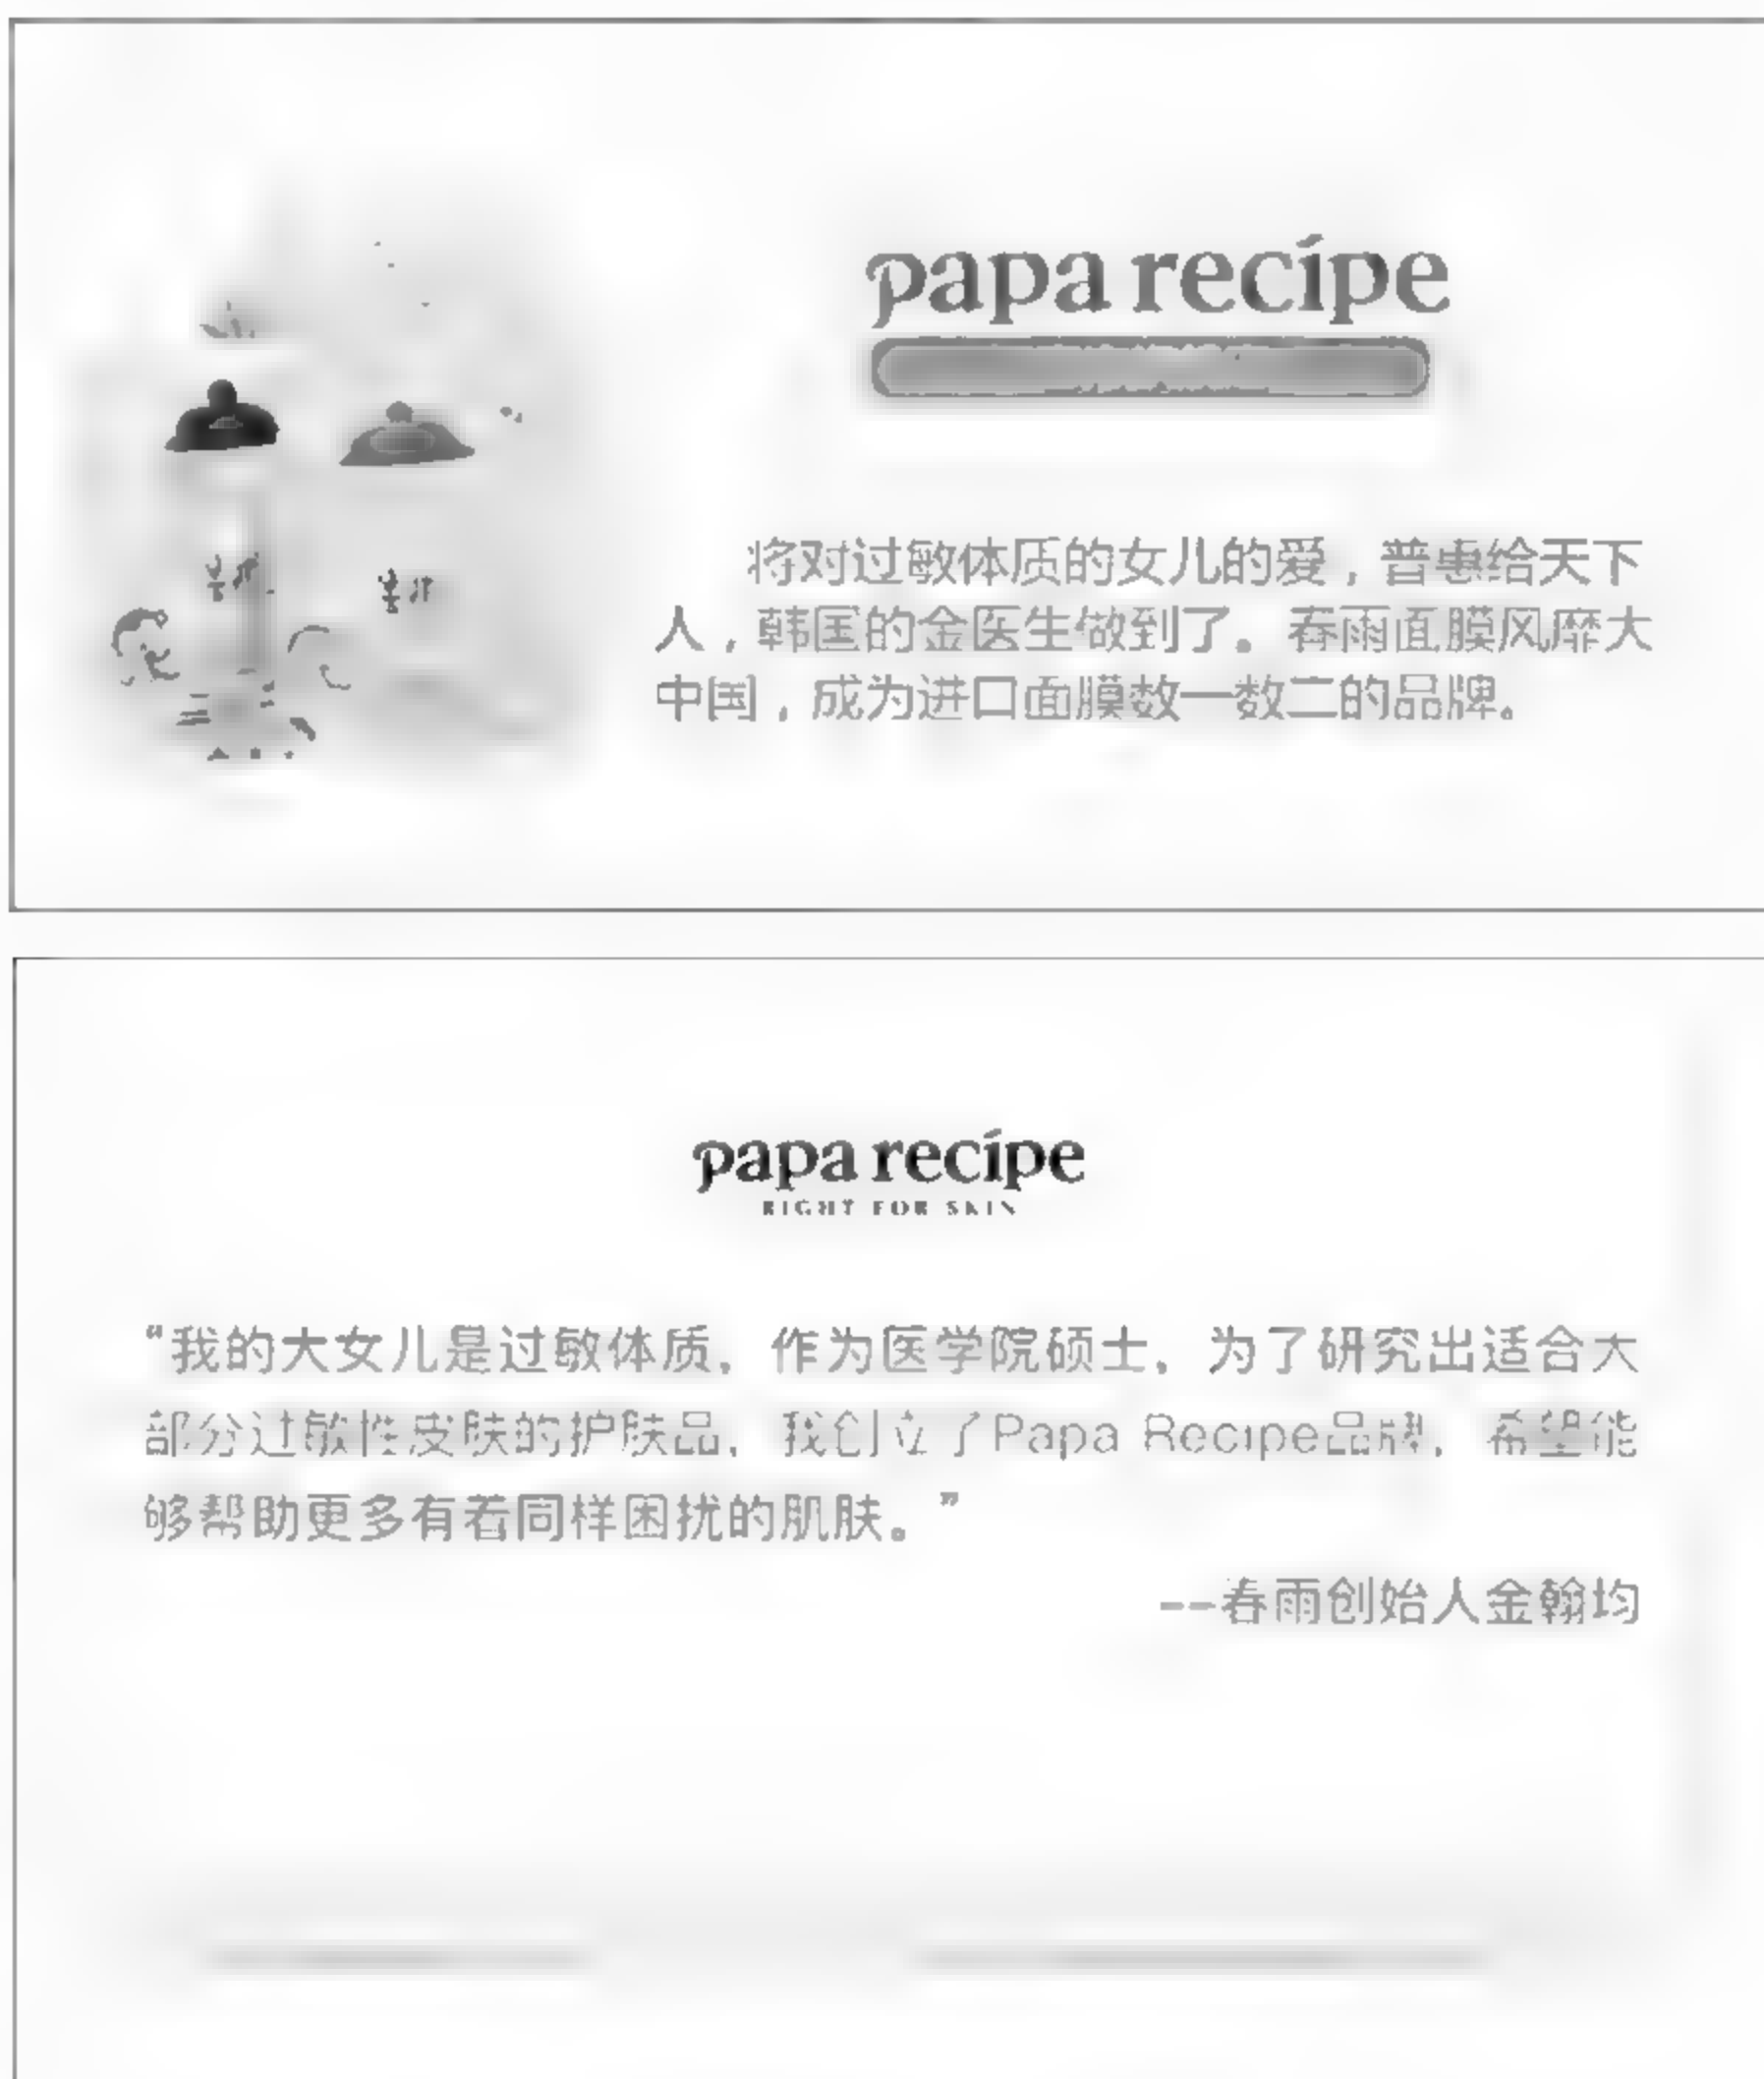 papa recipe
将对过敏体质的女儿的爱，普惠给天下
人，韩国的金医生做到了。春雨面膜风靡大
中国，成为进口面膜数一数二的品牌。
papa recipe
RIGHT FOR SKIN
“我的大女儿是过敏体质，作为医学院硕士，为了研究出适合大
部分过敏性皮肤的护肤品，我创立了Papa Recipe品牌，希望能
够帮助更多有着同样困扰的肌肤。”
--春雨创始人金翰均